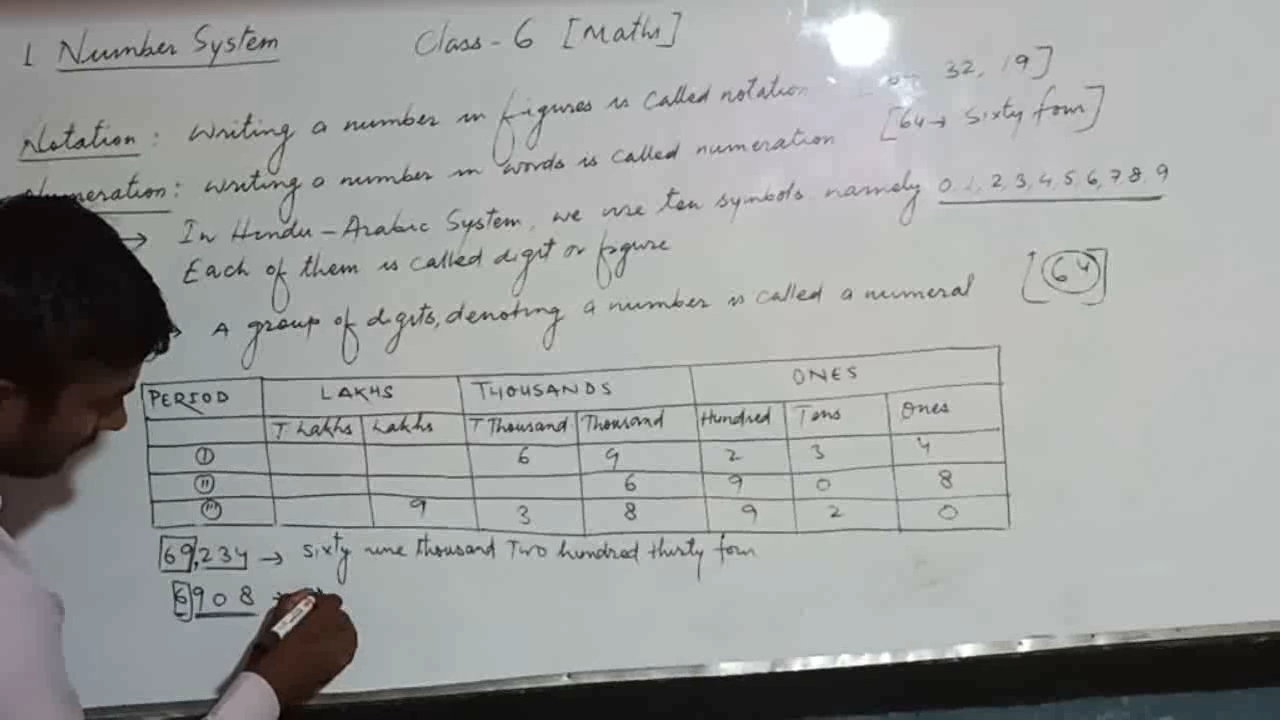 1 Number System Class - 6 [Maths]
Notation: Writing a number in figures is called notation 32, 19]
Numeration: Writing a number in words is called numeration [64→ Sixty four]
→ In Hindu - Arabic System, we use ten symbols, namely 0, 1, 2, 3, 4, 5, 6, 7, 8, 9
Each of them is called digit or figure
A group of digits, denoting a number is called a numeral [64]
PERIOD LAKHS THOUSANDS ONES
T Lakhs Lakhs T Thousand Thousand Hundred Tens Ones
(i) 6 9 2 3 4
(ii) 6 9 0 8
(iii) 9 3 8 9 2 0
69,234 → Sixty nine thousand Two hundred thirty four
6908